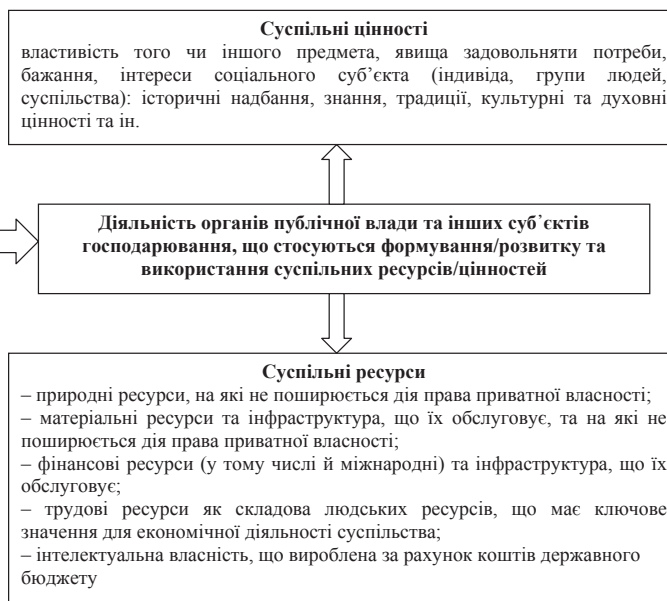 Суспільні цінності
властивість того чи іншого предмета, явища задовольняти потреби,
бажання, інтереси соціального суб’єкта (індивіда, групи людей,
суспільства): історичні надбання, знання, традиції, культурні та духовні
цінності та ін.
Діяльність органів публічної влади та інших суб’єктів
господарювання, що стосуються формування/розвитку та
використання суспільних ресурсів/цінностей
Суспільні ресурси
– природні ресурси, на які не поширюється дія права приватної власності;
– матеріальні ресурси та інфраструктура, що їх обслуговує, та на які не
поширюється дія права приватної власності;
– фінансові ресурси (у тому числі й міжнародні) та інфраструктура, що їх
обслуговує;
– трудові ресурси як складова людських ресурсів, що має ключове
значення для економічної діяльності суспільства;
– інтелектуальна власність, що вироблена за рахунок коштів державного
бюджету